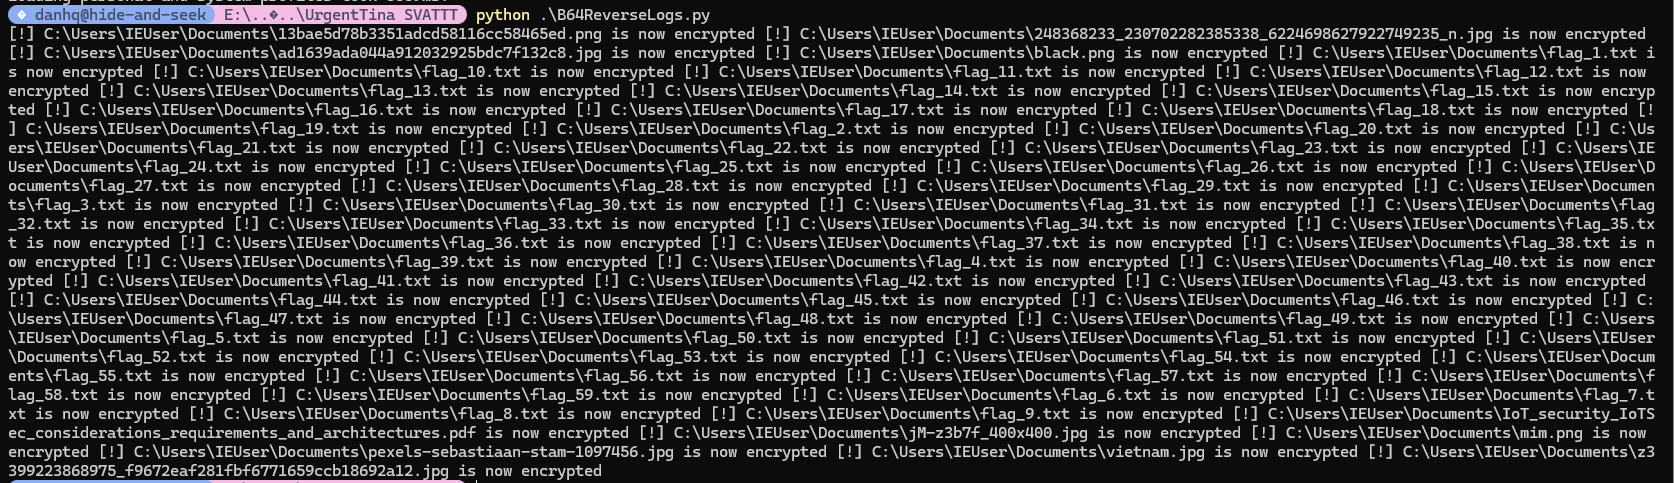 � danhq@hide-and-seek E:\..�..\UrgentTina SVATTT python .\B64ReverseLogs.py
[!] C:\Users\IEUser\Documents\13bae5d78b3351adcd58116cc58465ed.png is now encrypted [!] C:\Users\IEUser\Documents\248368233_230702282385338_6224698627922749235_n.jpg is now encrypted
[!] C:\Users\IEUser\Documents\ad1639ada044a912032925bdc7f132c8.jpg is now encrypted [!] C:\Users\IEUser\Documents\black.png is now encrypted [!] C:\Users\IEUser\Documents\flag_1.txt i
s now encrypted [!] C:\Users\IEUser\Documents\flag_10.txt is now encrypted [!] C:\Users\IEUser\Documents\flag_11.txt is now encrypted [!] C:\Users\IEUser\Documents\flag_12.txt is now
encrypted [!] C:\Users\IEUser\Documents\flag_13.txt is now encrypted [!] C:\Users\IEUser\Documents\flag_14.txt is now encrypted [!] C:\Users\IEUser\Documents\flag_15.txt is now encryp
ted [!] C:\Users\IEUser\Documents\flag_16.txt is now encrypted [!] C:\Users\IEUser\Documents\flag_17.txt is now encrypted [!] C:\Users\IEUser\Documents\flag_18.txt is now encrypted [!
] C:\Users\IEUser\Documents\flag_19.txt is now encrypted [!] C:\Users\IEUser\Documents\flag_2.txt is now encrypted [!] C:\Users\IEUser\Documents\flag_20.txt is now encrypted [!] C:\Us
ers\IEUser\Documents\flag_21.txt is now encrypted [!] C:\Users\IEUser\Documents\flag_22.txt is now encrypted [!] C:\Users\IEUser\Documents\flag_23.txt is now encrypted [!] C:\Users\IE
User\Documents\flag_24.txt is now encrypted [!] C:\Users\IEUser\Documents\flag_25.txt is now encrypted [!] C:\Users\IEUser\Documents\flag_26.txt is now encrypted [!] C:\Users\IEUser\D
ocuments\flag_27.txt is now encrypted [!] C:\Users\IEUser\Documents\flag_28.txt is now encrypted [!] C:\Users\IEUser\Documents\flag_29.txt is now encrypted [!] C:\Users\IEUser\Documen
ts\flag_3.txt is now encrypted [!] C:\Users\IEUser\Documents\flag_30.txt is now encrypted [!] C:\Users\IEUser\Documents\flag_31.txt is now encrypted [!] C:\Users\IEUser\Documents\flag
_32.txt is now encrypted [!] C:\Users\IEUser\Documents\flag_33.txt is now encrypted [!] C:\Users\IEUser\Documents\flag_34.txt is now encrypted [!] C:\Users\IEUser\Documents\flag_35.tx
t is now encrypted [!] C:\Users\IEUser\Documents\flag_36.txt is now encrypted [!] C:\Users\IEUser\Documents\flag_37.txt is now encrypted [!] C:\Users\IEUser\Documents\flag_38.txt is n
ow encrypted [!] C:\Users\IEUser\Documents\flag_39.txt is now encrypted [!] C:\Users\IEUser\Documents\flag_4.txt is now encrypted [!] C:\Users\IEUser\Documents\flag_40.txt is now encr
ypted [!] C:\Users\IEUser\Documents\flag_41.txt is now encrypted [!] C:\Users\IEUser\Documents\flag_42.txt is now encrypted [!] C:\Users\IEUser\Documents\flag_43.txt is now encrypted
[!] C:\Users\IEUser\Documents\flag_44.txt is now encrypted [!] C:\Users\IEUser\Documents\flag_45.txt is now encrypted [!] C:\Users\IEUser\Documents\flag_46.txt is now encrypted [!] C:
\Users\IEUser\Documents\flag_47.txt is now encrypted [!] C:\Users\IEUser\Documents\flag_48.txt is now encrypted [!] C:\Users\IEUser\Documents\flag_49.txt is now encrypted [!] C:\Users
\IEUser\Documents\flag_5.txt is now encrypted [!] C:\Users\IEUser\Documents\flag_50.txt is now encrypted [!] C:\Users\IEUser\Documents\flag_51.txt is now encrypted [!] C:\Users\IEUser
\Documents\flag_52.txt is now encrypted [!] C:\Users\IEUser\Documents\flag_53.txt is now encrypted [!] C:\Users\IEUser\Documents\flag_54.txt is now encrypted [!] C:\Users\IEUser\Docum
ents\flag_55.txt is now encrypted [!] C:\Users\IEUser\Documents\flag_56.txt is now encrypted [!] C:\Users\IEUser\Documents\flag_57.txt is now encrypted [!] C:\Users\IEUser\Documents\f
lag_58.txt is now encrypted [!] C:\Users\IEUser\Documents\flag_59.txt is now encrypted [!] C:\Users\IEUser\Documents\flag_6.txt is now encrypted [!] C:\Users\IEUser\Documents\flag_7.t
xt is now encrypted [!] C:\Users\IEUser\Documents\flag_8.txt is now encrypted [!] C:\Users\IEUser\Documents\flag_9.txt is now encrypted [!] C:\Users\IEUser\Documents\IoT_security_IoTS
ec_considerations_requirements_and_architectures.pdf is now encrypted [!] C:\Users\IEUser\Documents\jM-z3b7f_400x400.jpg is now encrypted [!] C:\Users\IEUser\Documents\mim.png is now
encrypted [!] C:\Users\IEUser\Documents\pexels-sebastiaan-stam-1097456.jpg is now encrypted [!] C:\Users\IEUser\Documents\vietnam.jpg is now encrypted [!] C:\Users\IEUser\Documents\z3
399223868975_f9672eaf281fbf6771659ccb18692a12.jpg is now encrypted